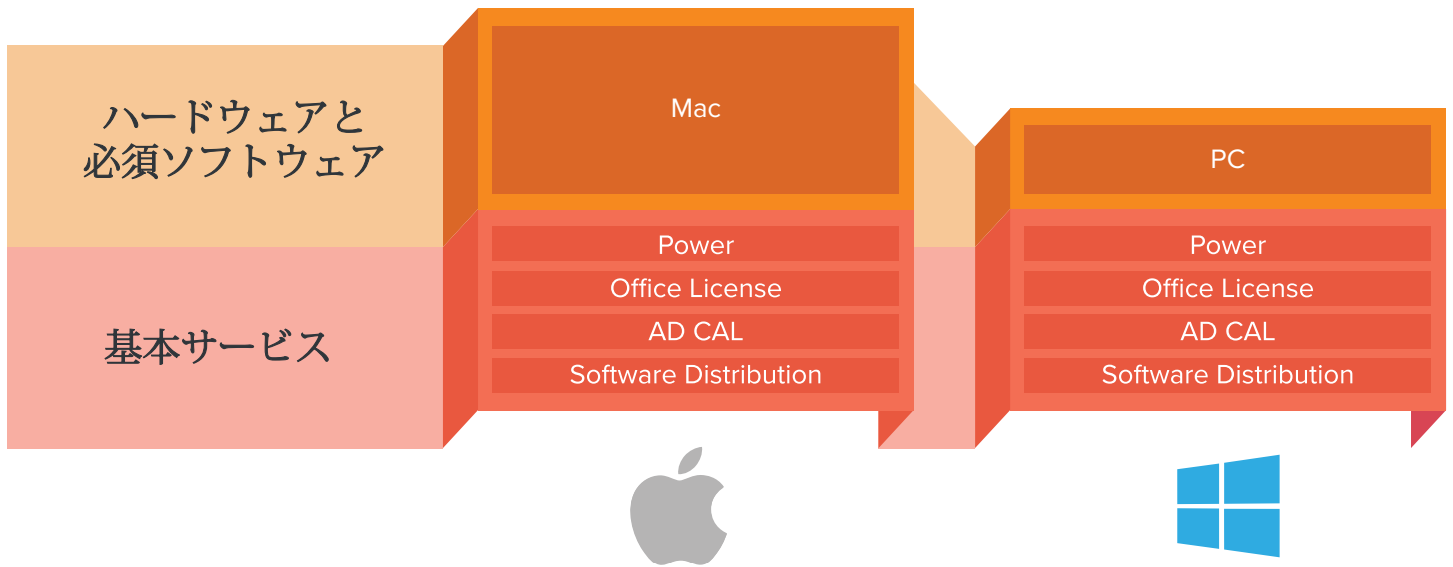 ハードウェアと
必須ソフトウェア
基本サービス
Mac
Power
Office License
AD CAL
Software Distribution
PC
Power
Office License
AD CAL
Software Distribution